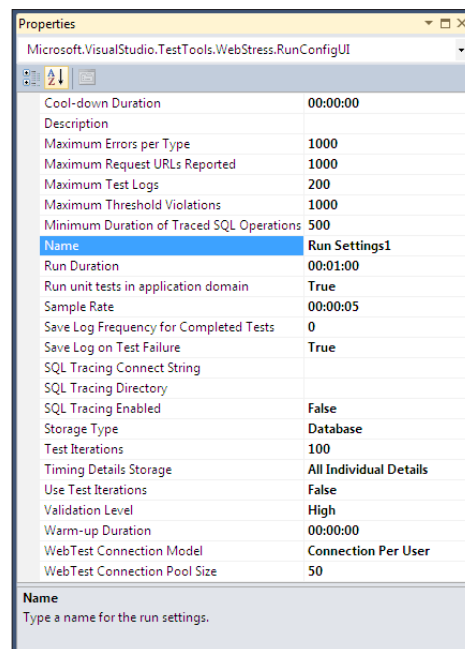 Properties
Microsoft.VisualStudio.TestTools.WebStress.RunConfigUI
Cool-down Duration 00:00:00
Description
Maximum Errors per Type 1000
Maximum Request URLs Reported 1000
Maximum Test Logs 200
Maximum Threshold Violations 1000
Minimum Duration of Traced SQL Operations 500
Name Run Settings1
Run Duration 00:01:00
Run unit tests in application domain True
Sample Rate 00:00:05
Save Log Frequency for Completed Tests 0
Save Log on Test Failure True
SQL Tracing Connect String
SQL Tracing Directory
SQL Tracing Enabled False
Storage Type Database
Test Iterations 100
Timing Details Storage All Individual Details
Use Test Iterations False
Validation Level High
Warm-up Duration 00:00:00
WebTest Connection Model Connection Per User
WebTest Connection Pool Size 50
Name
Type a name for the run settings.